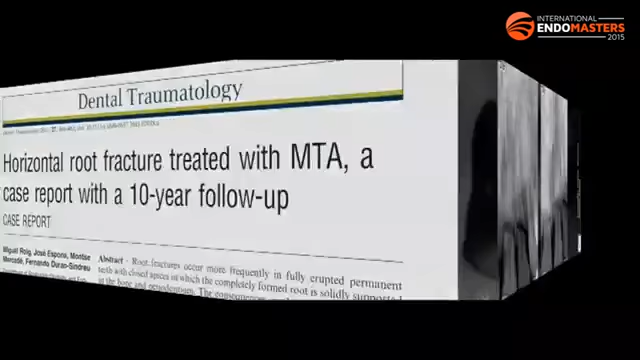 INTERNATIONAL
ENDOMASTERS
2015
Dental Traumatology
Horizontal root fracture treated with MTA, a
case report with a 10-year follow-up
CASE REPORT
Miguel Roig, José Espona, Montse
Mercadé, Fernando Duran-Sindreu
Abstract – Root fractures occur more frequently in fully erupted permanent
teeth with closed apices in which the completely formed root is solidly supported
in the bone and periodontium. The consequences